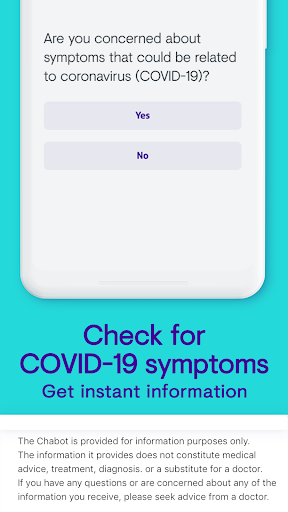 Are you concerned about
symptoms that could be related
to coronavirus (COVID-19)?
Yes
No
Check for
COVID-19 symptoms
Get instant information
The Chabot is provided for information purposes only.
The information it provides does not constitute medical
advice, treatment, diagnosis. or a substitute for a doctor.
If you have any questions or are concerned about any of the
information you receive, please seek advice from a doctor.